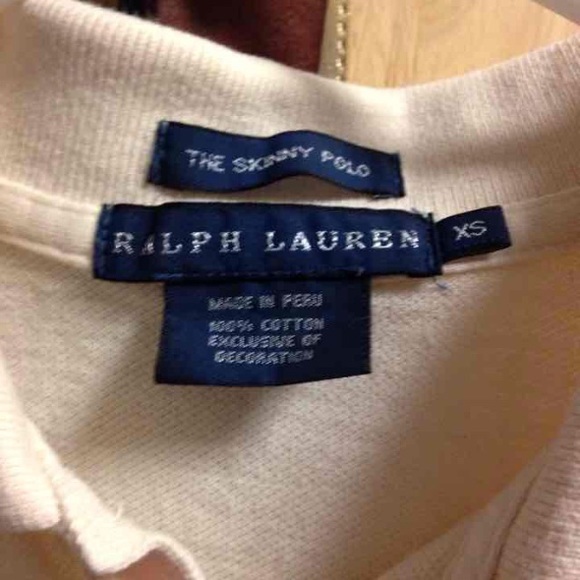 THE SKINNY POLO
RALPH LAUREN
XS
MADE IN PERU
100% COTTON
EXCLUSIVE OF
DECORATION